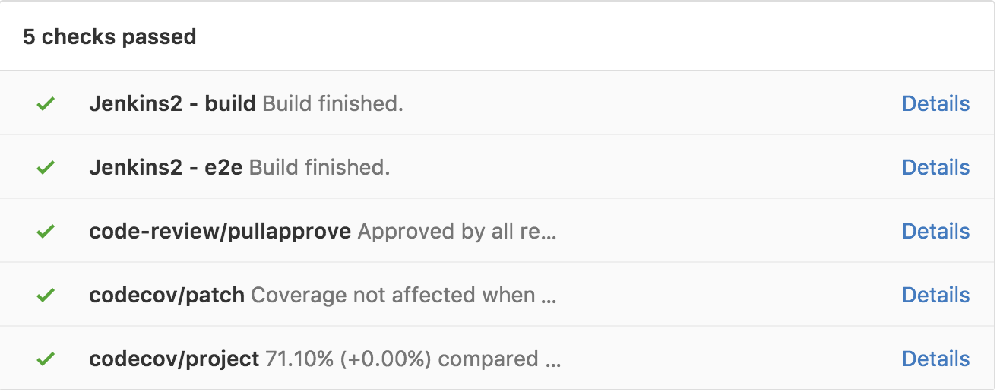 5 checks passed
Jenkins2 - build Build finished. Details
Jenkins2 - e2e Build finished. Details
code-review/pullapprove Approved by all re... Details
codecov/patch Coverage not affected when ... Details
codecov/project 71.10% (+0.00%) compared ... Details